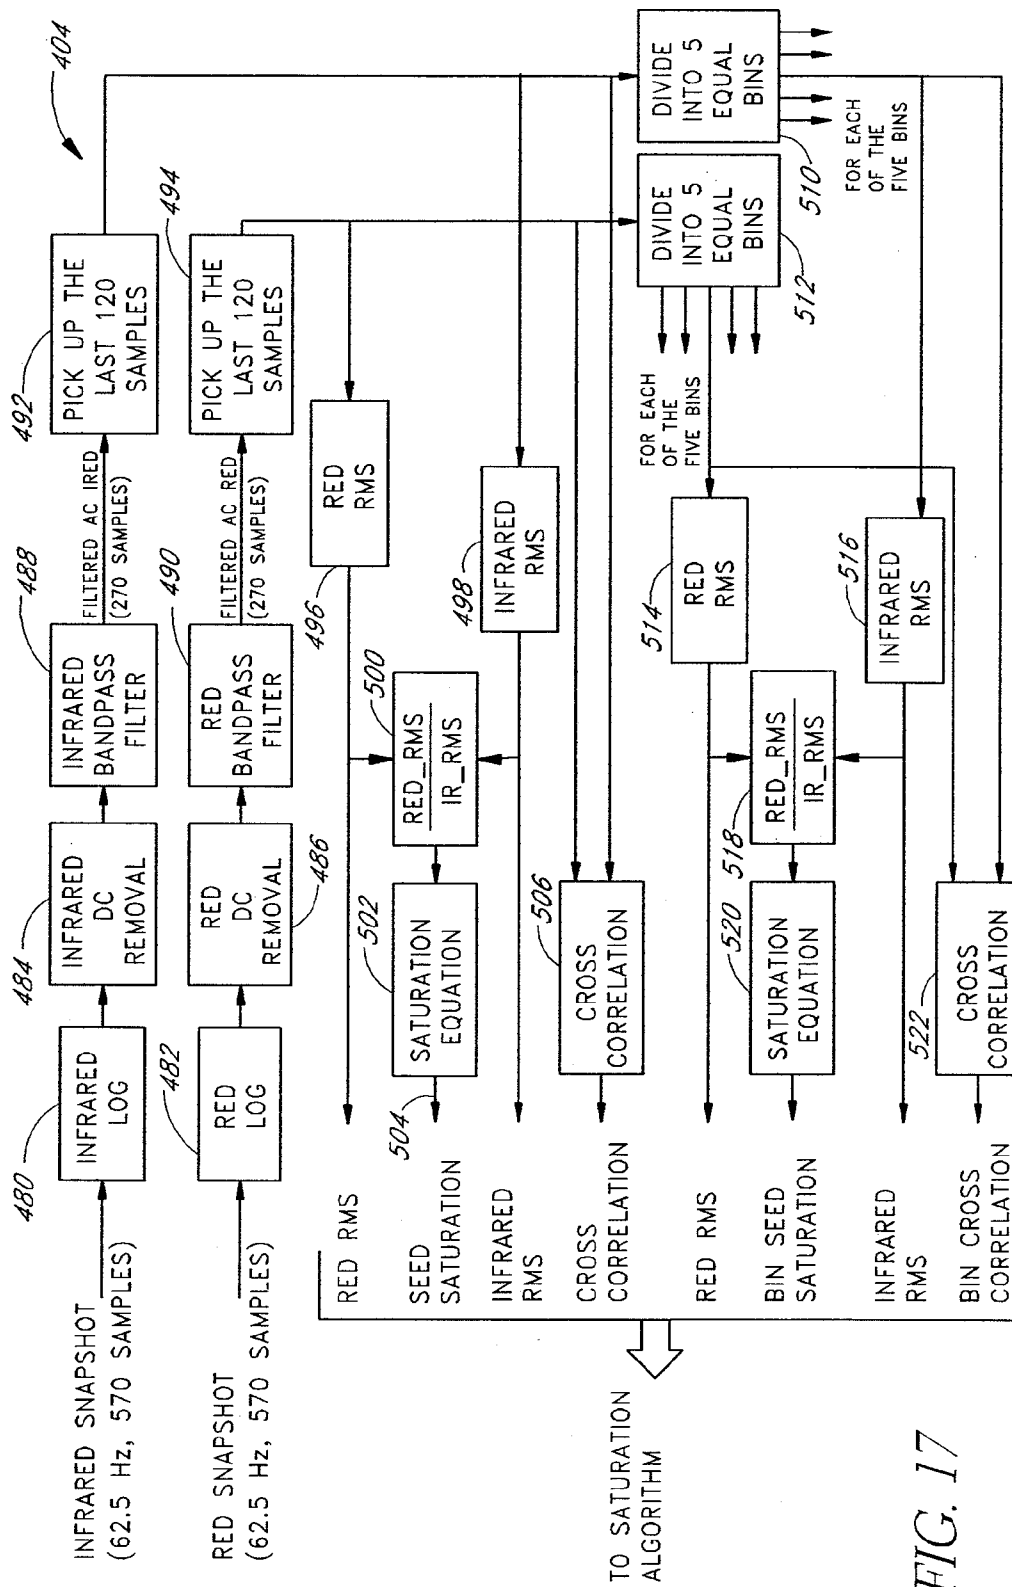 INFRARED SNAPSHOT
(62.5 Hz, 570 SAMPLES)
480
INFRARED
LOG
484
INFRARED
DC
REMOVAL
488
INFRARED
BANDPASS
FILTER
FILTERED AC IRED
(270 SAMPLES)
492
PICK UP THE
LAST 120
SAMPLES
404
RED SNAPSHOT
(62.5 Hz, 570 SAMPLES)
482
RED
LOG
486
RED
DC
REMOVAL
490
RED
BANDPASS
FILTER
FILTERED AC RED
(270 SAMPLES)
494
PICK UP THE
LAST 120
SAMPLES
RED RMS
496
RED
RMS
SEED
SATURATION
504
502
SATURATION
EQUATION
500
RED_RMS
IR_RMS
INFRARED
RMS
498
INFRARED
RMS
CROSS
CORRELATION
506
CROSS
CORRELATION
TO SATURATION
ALGORITHM
512
DIVIDE
INTO 5
EQUAL
BINS
510
DIVIDE
INTO 5
EQUAL
BINS
FOR EACH
OF THE
FIVE BINS
RED RMS
514
RED
RMS
BIN SEED
SATURATION
520
SATURATION
EQUATION
518
RED_RMS
IR_RMS
FOR EACH
OF THE
FIVE BINS
INFRARED
RMS
516
INFRARED
RMS
BIN CROSS
CORRELATION
522
CROSS
CORRELATION
FIG. 17